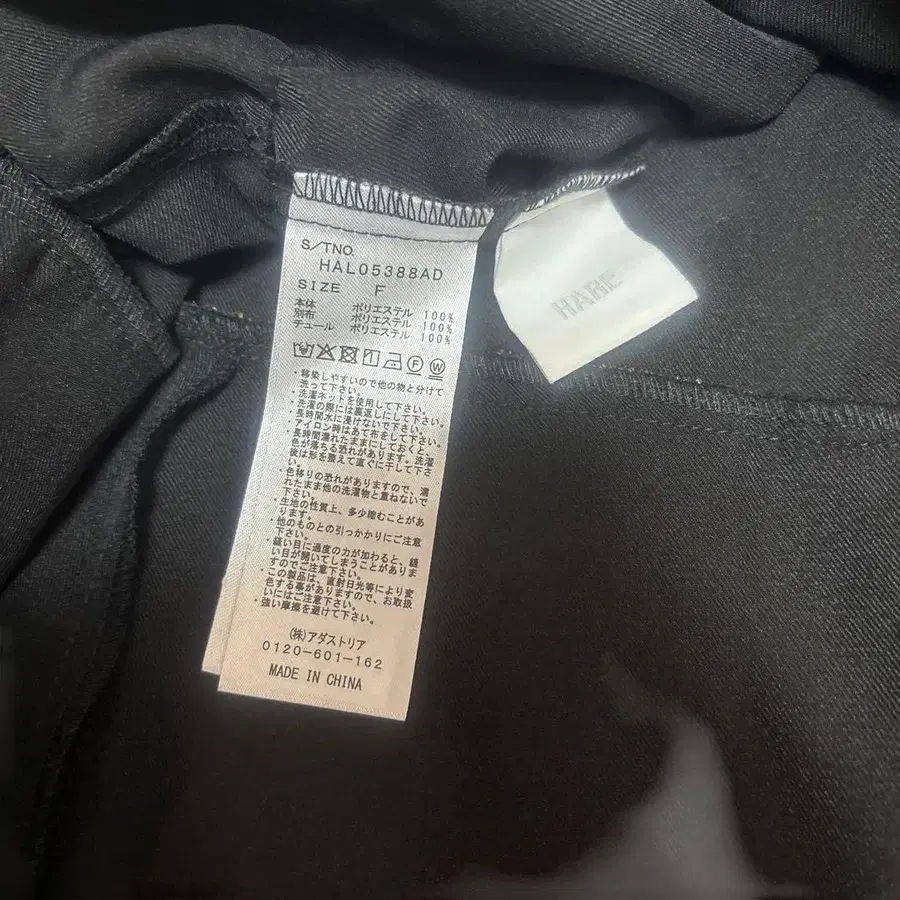 S/TNO.
HAL05388AD
SIZE F
本体 ポリエステル 100%
別布 ポリエステル 100%
チュール ポリエステル 100%
F W
・移染しやすいので他の物と分けて
洗って下さい。
・洗濯ネットを使用して下さい。
・洗濯の際には裏返しにして下さい。
・長時間水に浸けないで下さい。
・アイロン時はあて布をして下さい。
・長時間濡れたままにしておくと、
色が落ちる恐れがあります。洗濯
後は形を整えて直ぐに干して下さ
い。
・色移りの恐れがありますので、濡
れたまま他の洗濯物と重ねないで
下さい。
・生地の性質上、多少縮むことがあ
ります。
・他のものとの引っかかりにご注意
下さい。
・縫い目に過度の力が加わると、縫
い目が開いてしまうことがありま
すのでご注意下さい。
・この製品は、直射日光等により変
色する事がありますので、お取扱
いにはご注意下さい。
・強い摩擦を避けて下さい。
(株)アダストリア
0120-601-162
MADE IN CHINA
HARE